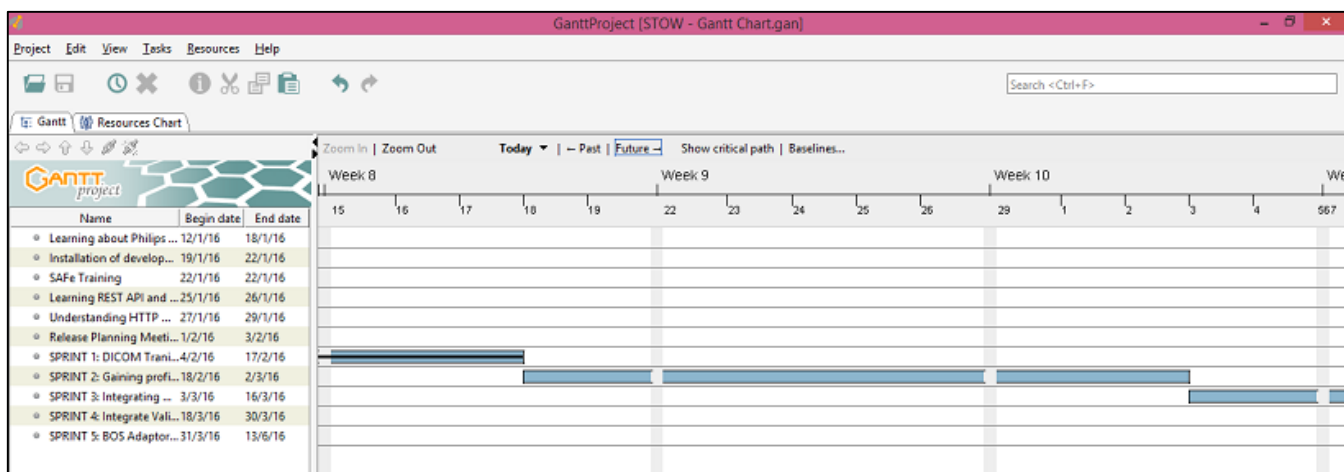 GanttProject [STOW - Gantt Chart.gan]
Project Edit View Tasks Resources Help
Search <Ctrl+F>
Gantt Resources Chart
Zoom In | Zoom Out Today ▼ | ← Past | Future → Show critical path | Baselines...
GANTT project
Week 8 Week 9 Week 10 We
15 16 17 18 19 22 23 24 25 26 29 1 2 3 4 567
Name Begin date End date
Learning about Philips ... 12/1/16 18/1/16
Installation of develop... 19/1/16 22/1/16
SAFe Training 22/1/16 22/1/16
Learning REST API and ... 25/1/16 26/1/16
Understanding HTTP ... 27/1/16 29/1/16
Release Planning Meeti... 1/2/16 3/2/16
SPRINT 1: DICOM Trani... 4/2/16 17/2/16
SPRINT 2: Gaining profi... 18/2/16 2/3/16
SPRINT 3: Integrating ... 3/3/16 16/3/16
SPRINT 4: Integrate Vali... 18/3/16 30/3/16
SPRINT 5: BOS Adaptor... 31/3/16 13/6/16